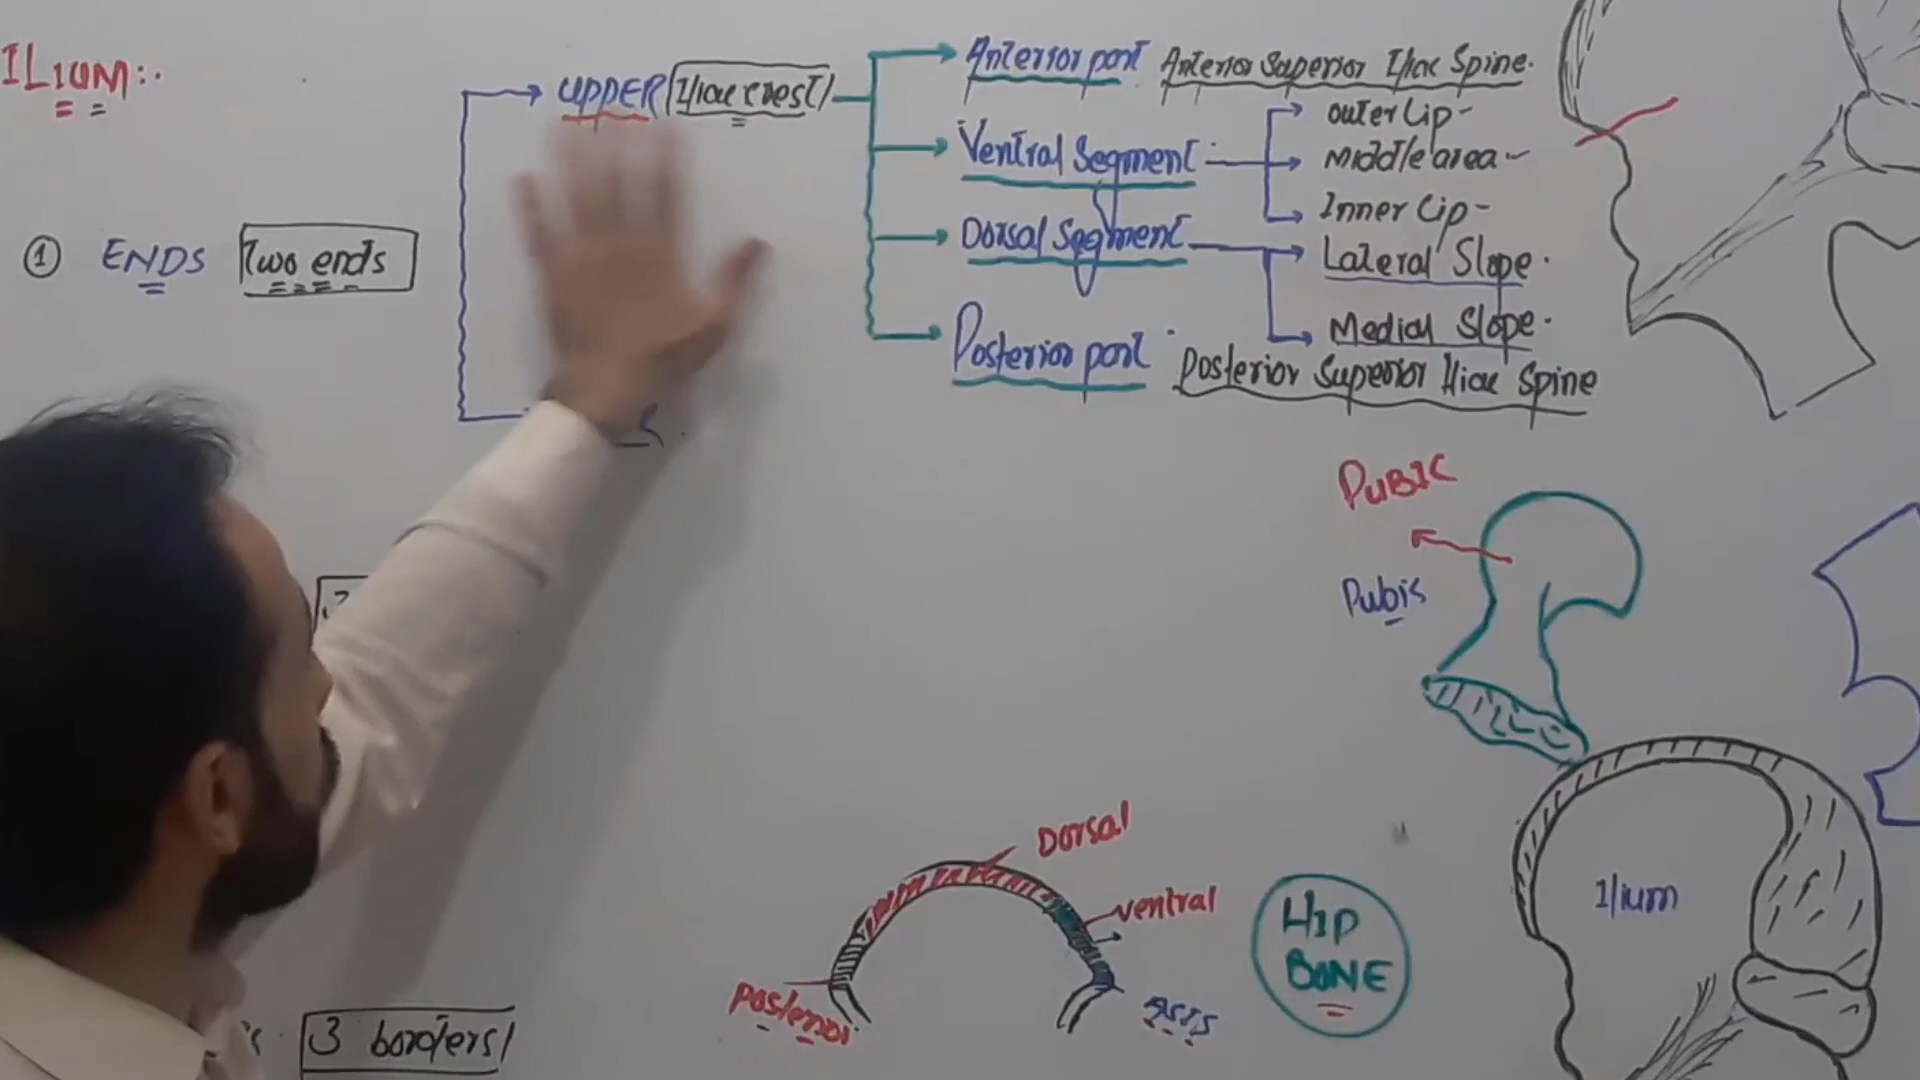 ILIUM:-
UPPER (Iliac crest)
Anterior part Anterior Superior Iliac Spine.
Ventral Segment
Outer Lip -
Middle area -
Inner Lip -
① ENDS Two ends
Dorsal Segment
Lateral Slope.
Medial Slope.
Posterior part Posterior Superior Iliac Spine
PUBIC
Pubis
Dorsal
Ventral
Ilium
HIP
BONE
Posterior
ASIS
3 borders